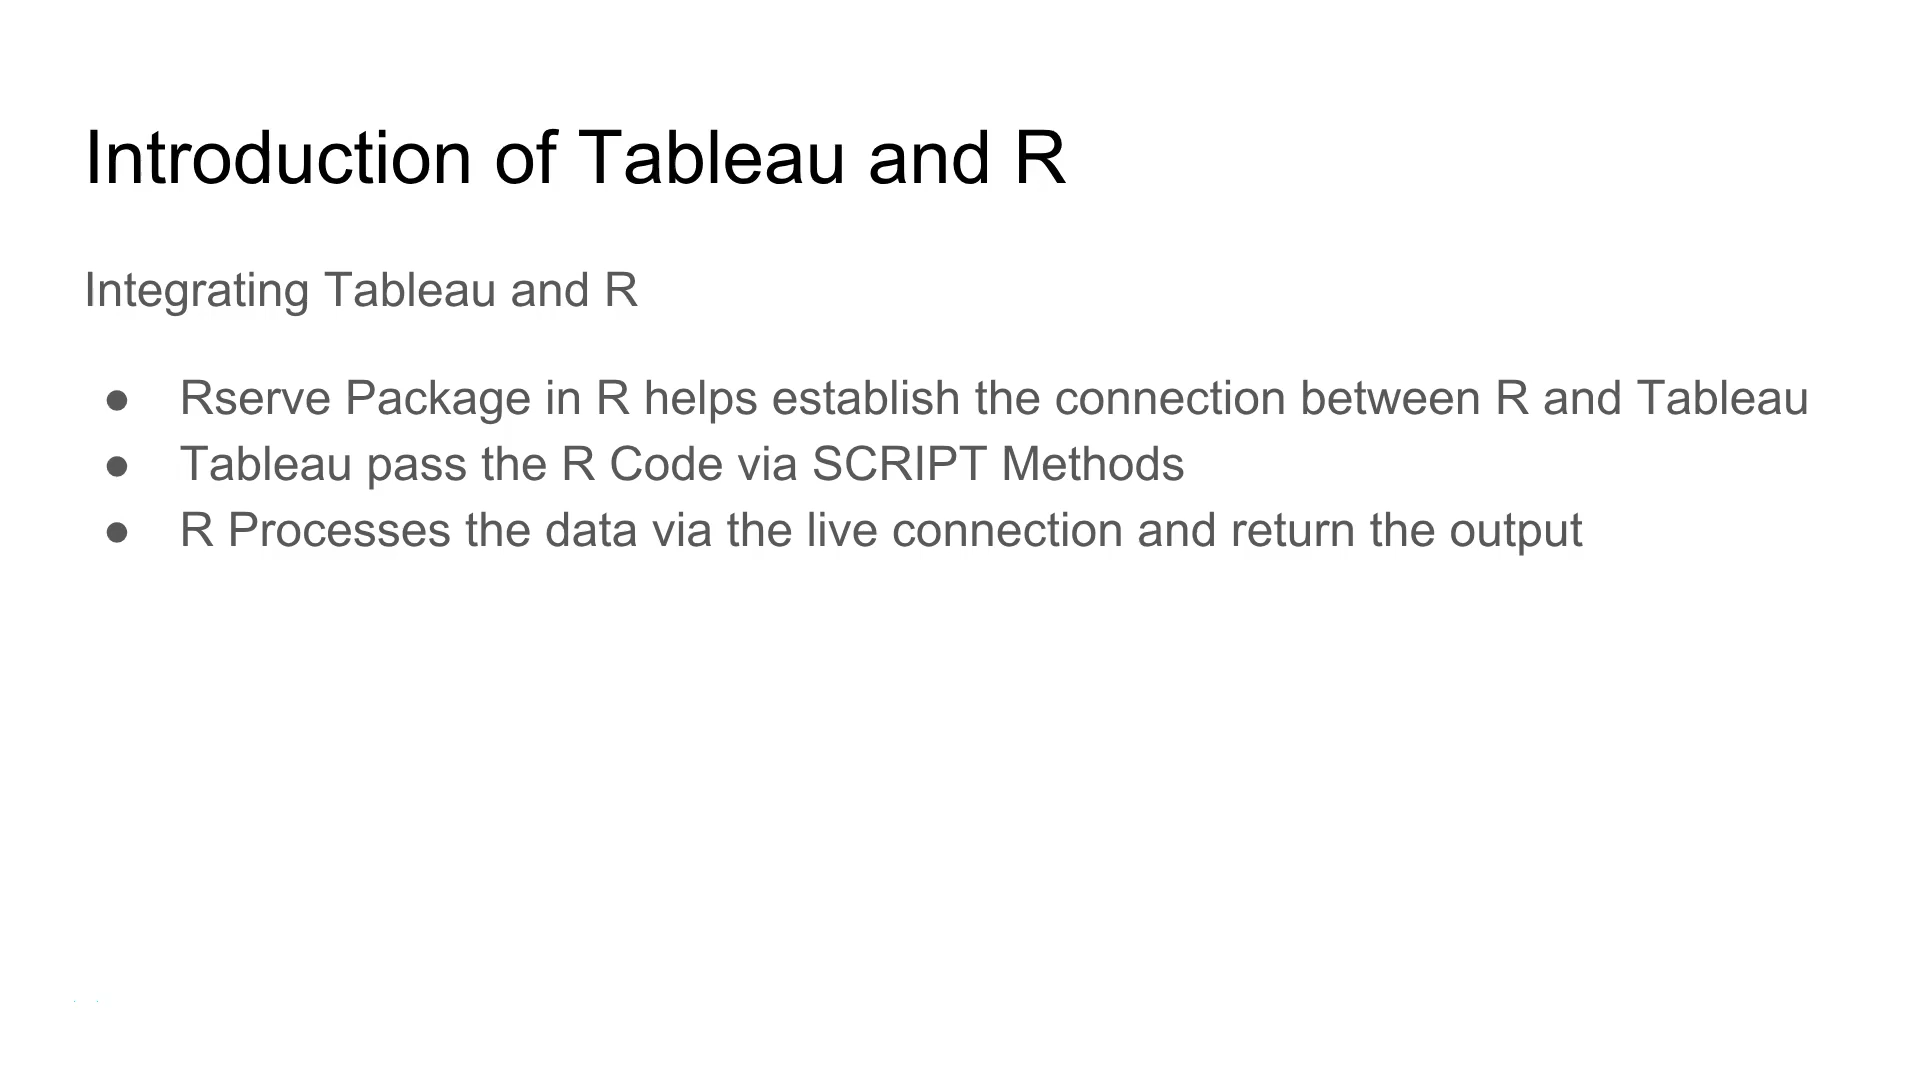 Introduction of Tableau and R
Integrating Tableau and R
● Rserve Package in R helps establish the connection between R and Tableau
● Tableau pass the R Code via SCRIPT Methods
● R Processes the data via the live connection and return the output